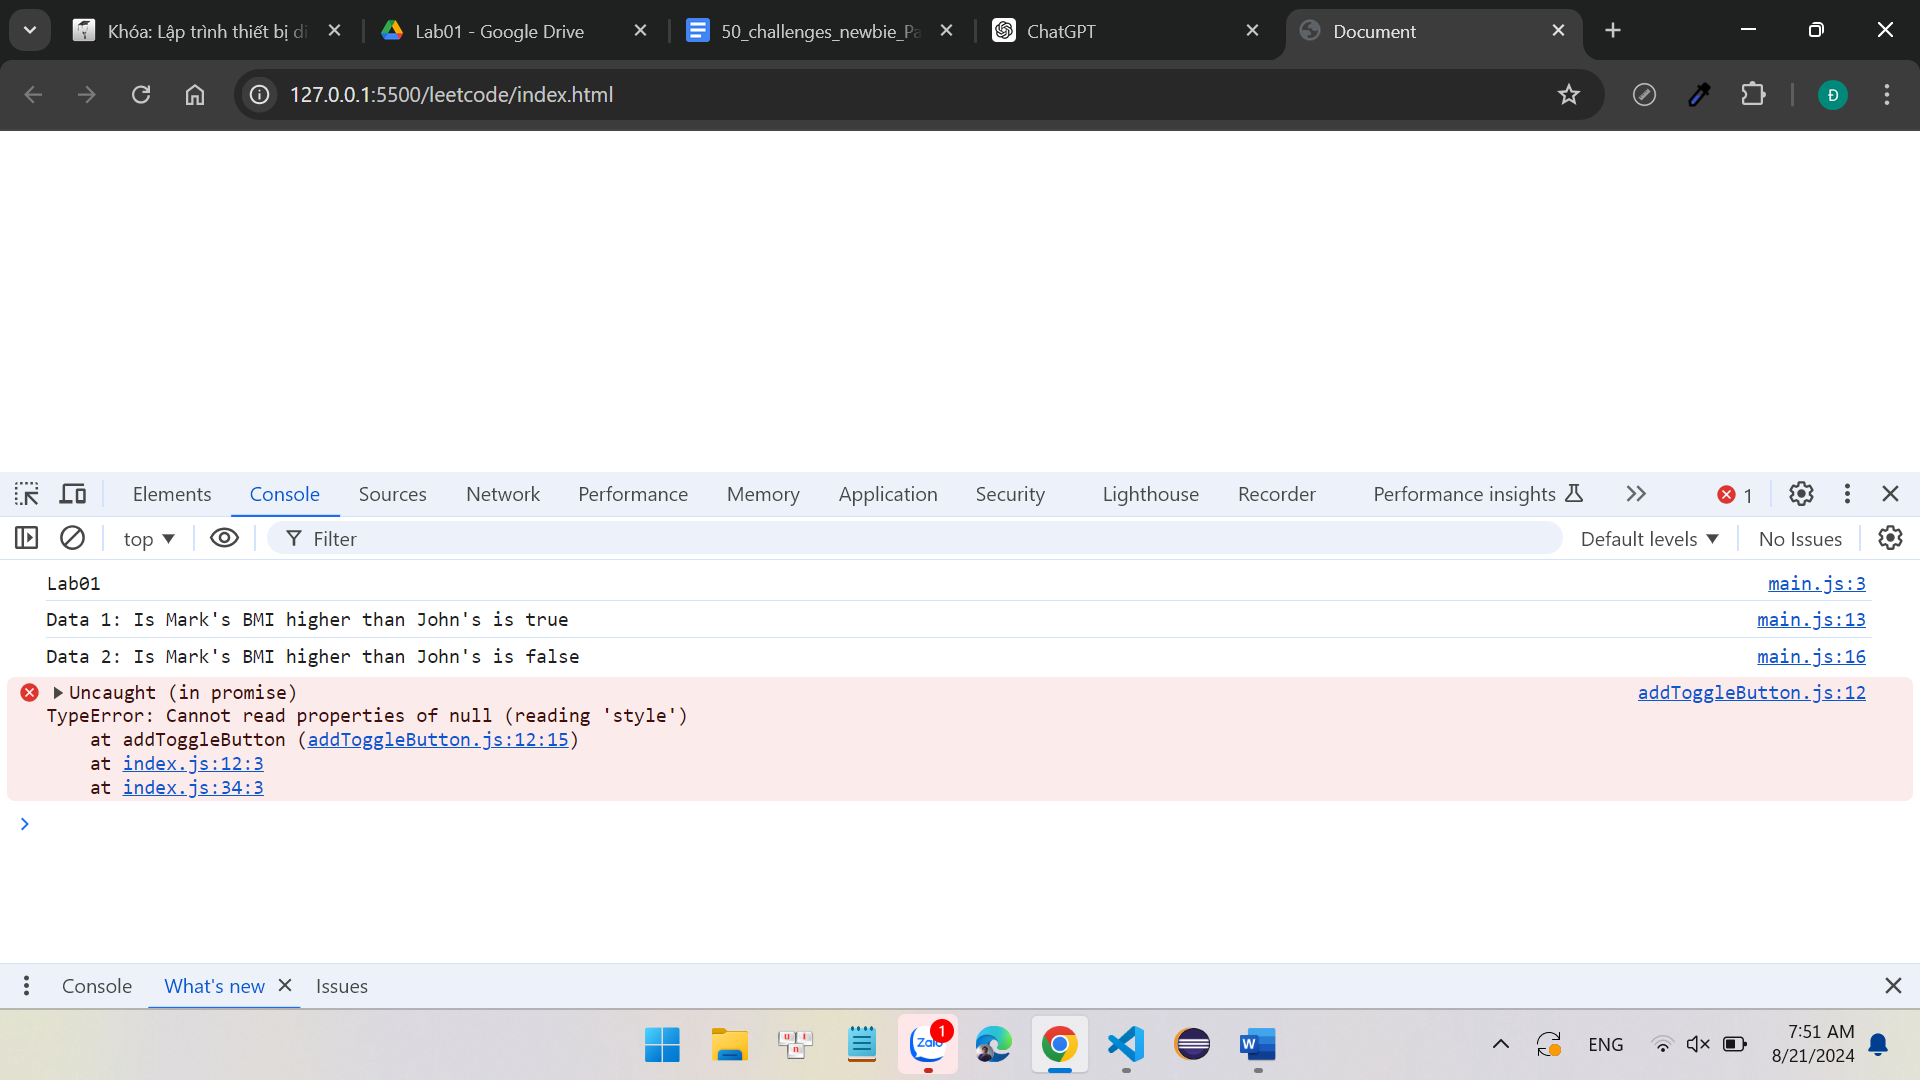 Khóa: Lập trình thiết bị di
Lab01 - Google Drive
50_challenges_newbie_Pa
ChatGPT
Document
127.0.0.1:5500/leetcode/index.html
Đ
Elements
Console
Sources
Network
Performance
Memory
Application
Security
Lighthouse
Recorder
Performance insights
1
top
Filter
Default levels
No Issues
Lab01
main.js:3
Data 1: Is Mark's BMI higher than John's is true
main.js:13
Data 2: Is Mark's BMI higher than John's is false
main.js:16
Uncaught (in promise)
addToggleButton.js:12
TypeError: Cannot read properties of null (reading 'style')
at addToggleButton (addToggleButton.js:12:15)
at index.js:12:3
at index.js:34:3
Console
What's new
Issues
Zalo
1
W
ENG
7:51 AM
8/21/2024